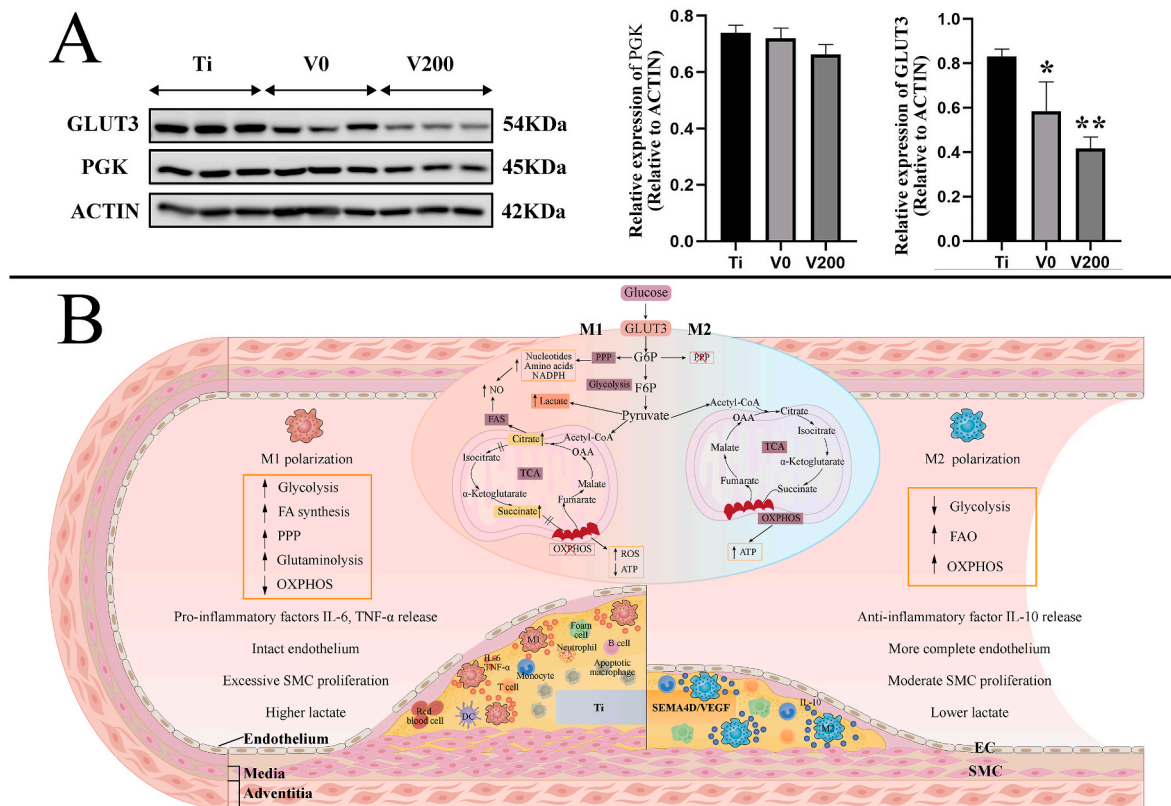 A
Ti V0 V200
GLUT3 54KDa
PGK 45KDa
ACTIN 42KDa
Relative expression of PGK
(Relative to ACTIN)
0.8
0.6
0.4
0.2
0.0
Ti V0 V200
Relative expression of GLUT3
(Relative to ACTIN)
1.0
0.8
0.6
0.4
0.2
0.0
*
**
Ti V0 V200
B
Glucose
M1 GLUT3 M2
Nucleotides
Amino acids
NADPH
PPP G6P PPP
NO
Glycolysis F6P
Lactate
FAS
Pyruvate
Citrate Acetyl-CoA
OAA
Isocitrate
TCA
Malate
α-Ketoglutarate
Fumarate
Succinate
OXPHOS
ROS
ATP
Acetyl-CoA
OAA Citrate
Isocitrate
Malate TCA
α-Ketoglutarate
Fumarate
Succinate
OXPHOS
ATP
M1 polarization
Glycolysis
FA synthesis
PPP
Glutaminolysis
OXPHOS
Pro-inflammatory factors IL-6, TNF-α release
Intact endothelium
Excessive SMC proliferation
Higher lactate
M2 polarization
Glycolysis
FAO
OXPHOS
Anti-inflammatory factor IL-10 release
More complete endothelium
Moderate SMC proliferation
Lower lactate
Foam
cell
M1
Neutrophil
B cell
IL-6
TNF-α
Monocyte
Apoptotic
macrophage
T cell
Red
blood cell
DC
Ti
SEMA4D/VEGF
IL-10
M2
Endothelium
EC
Media
SMC
Adventitia